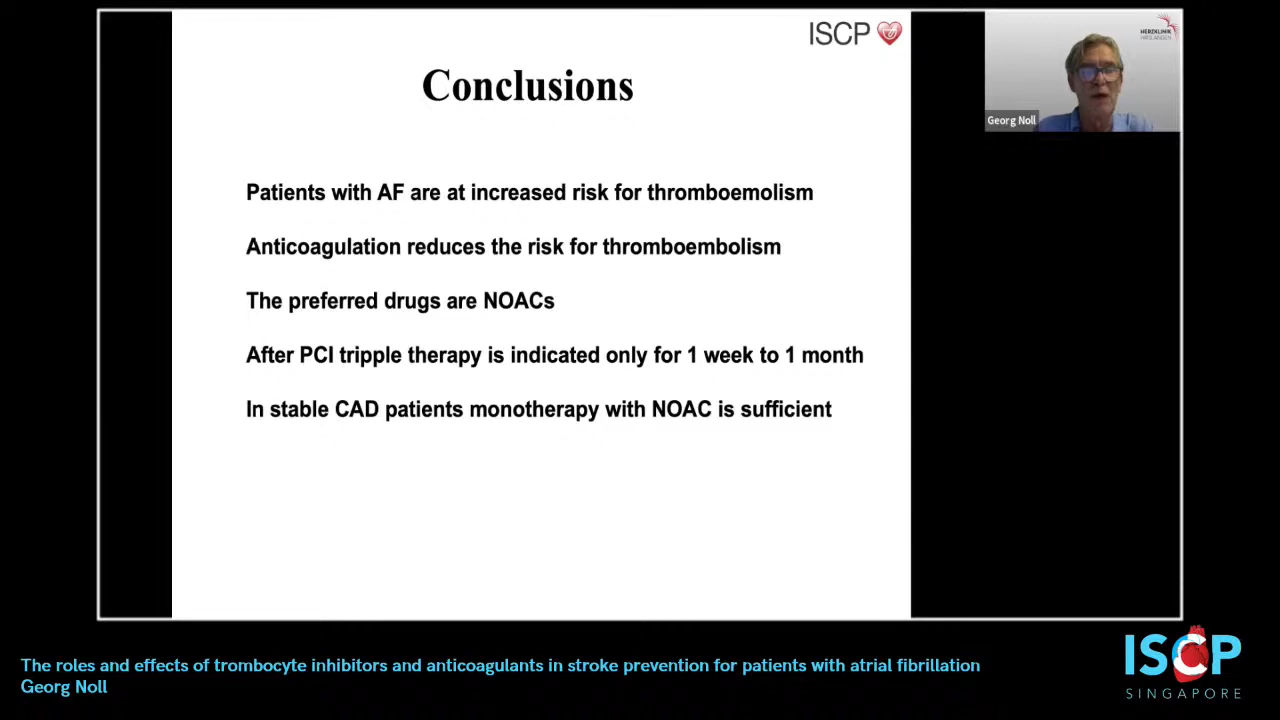 ISCP
Conclusions
Patients with AF are at increased risk for thromboemolism
Anticoagulation reduces the risk for thromboembolism
The preferred drugs are NOACs
After PCI tripple therapy is indicated only for 1 week to 1 month
In stable CAD patients monotherapy with NOAC is sufficient
HERZKLINIK
HIRSLANDEN
Georg Noll
The roles and effects of trombocyte inhibitors and anticoagulants in stroke prevention for patients with atrial fibrillation
Georg Noll
ISCP
SINGAPORE